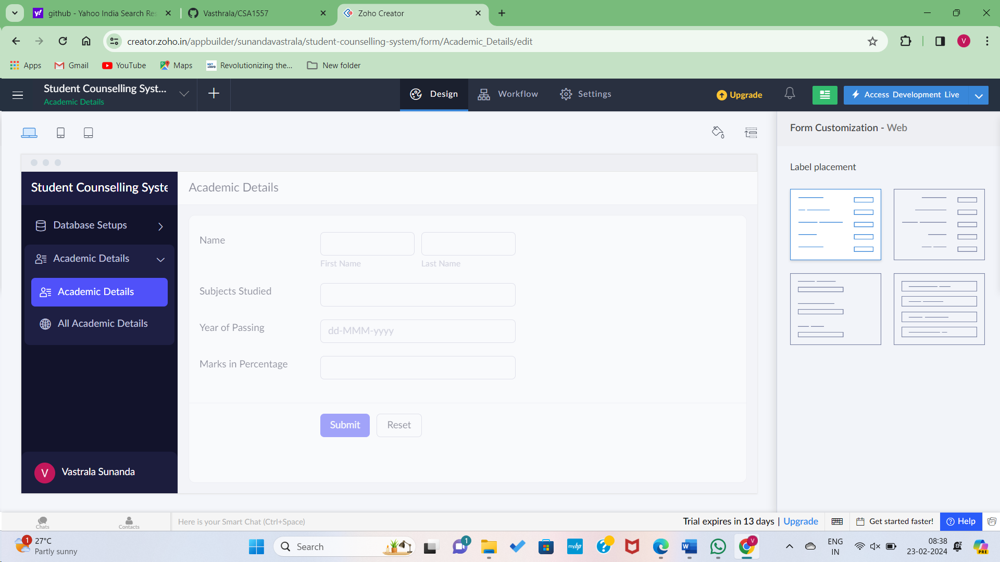 github - Yahoo India Search Res
Vasthrala/CSA1557
Zoho Creator
creator.zoho.in/appbuilder/sunandavastrala/student-counselling-system/form/Academic_Details/edit
V
Apps
Gmail
YouTube
Maps
Revolutionizing the...
New folder
Student Counselling Syst...
Academic Details
Design
Workflow
Settings
Upgrade
Access Development Live
Form Customization - Web
Label placement
Student Counselling Syste
Database Setups
Academic Details
Academic Details
All Academic Details
Vastrala Sunanda
V
Academic Details
Name
First Name
Last Name
Subjects Studied
Year of Passing
dd-MMM-yyyy
Marks in Percentage
Submit
Reset
Chats
Contacts
Here is your Smart Chat (Ctrl+Space)
Trial expires in 13 days | Upgrade
Get started faster!
Help
1
27°C
Partly sunny
Search
1
myhp
W
V
ENG
IN
08:38
23-02-2024
PRE